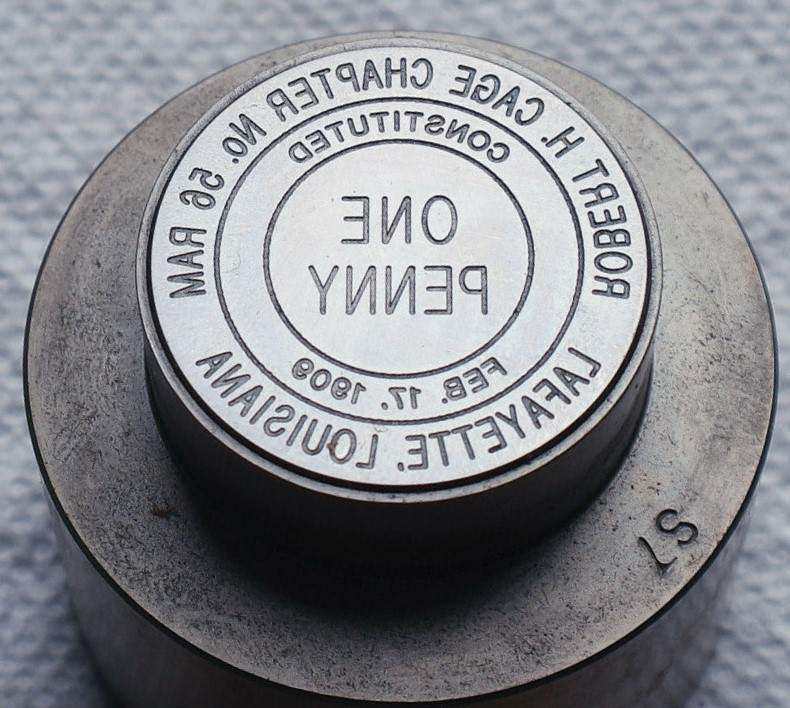 ROBERT H. CAGE CHAPTER No. 56 RAM
CONSTITUTED
ONE
PENNY
FEB. 17, 1909
LAFAYETTE, LOUISIANA
S7